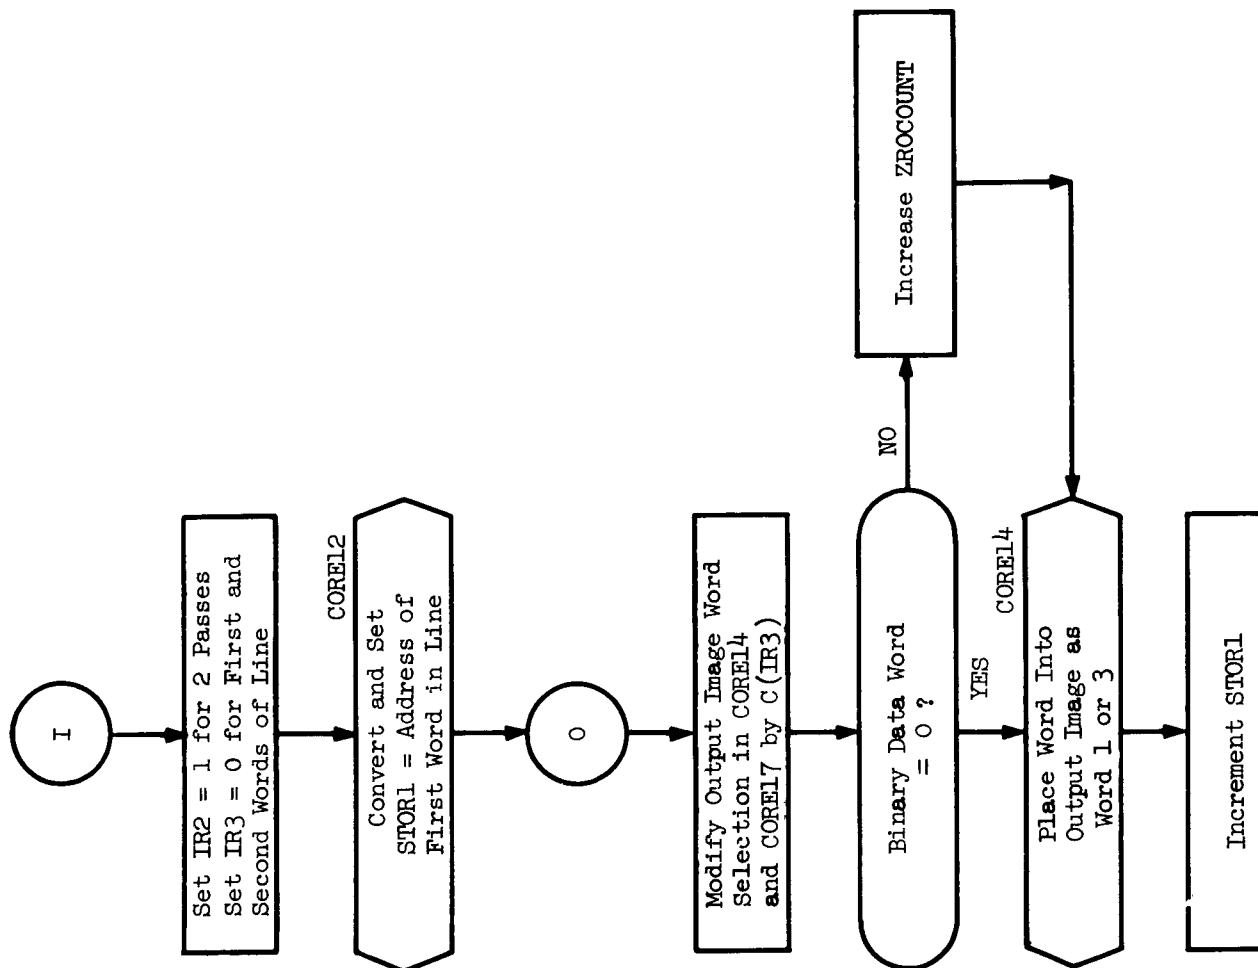 I
Set IR2 = 1 for 2 Passes
Set IR3 = 0 for First and
Second Words of Line
CORE12
Convert and Set
STOR1 = Address of
First Word in Line
O
Modify Output Image Word
Selection in CORE14
and CORE17 by C(IR3)
Binary Data Word
= 0 ?
NO
Increase ZROCOUNT
YES
CORE14
Place Word Into
Output Image as
Word 1 or 3
Increment STOR1